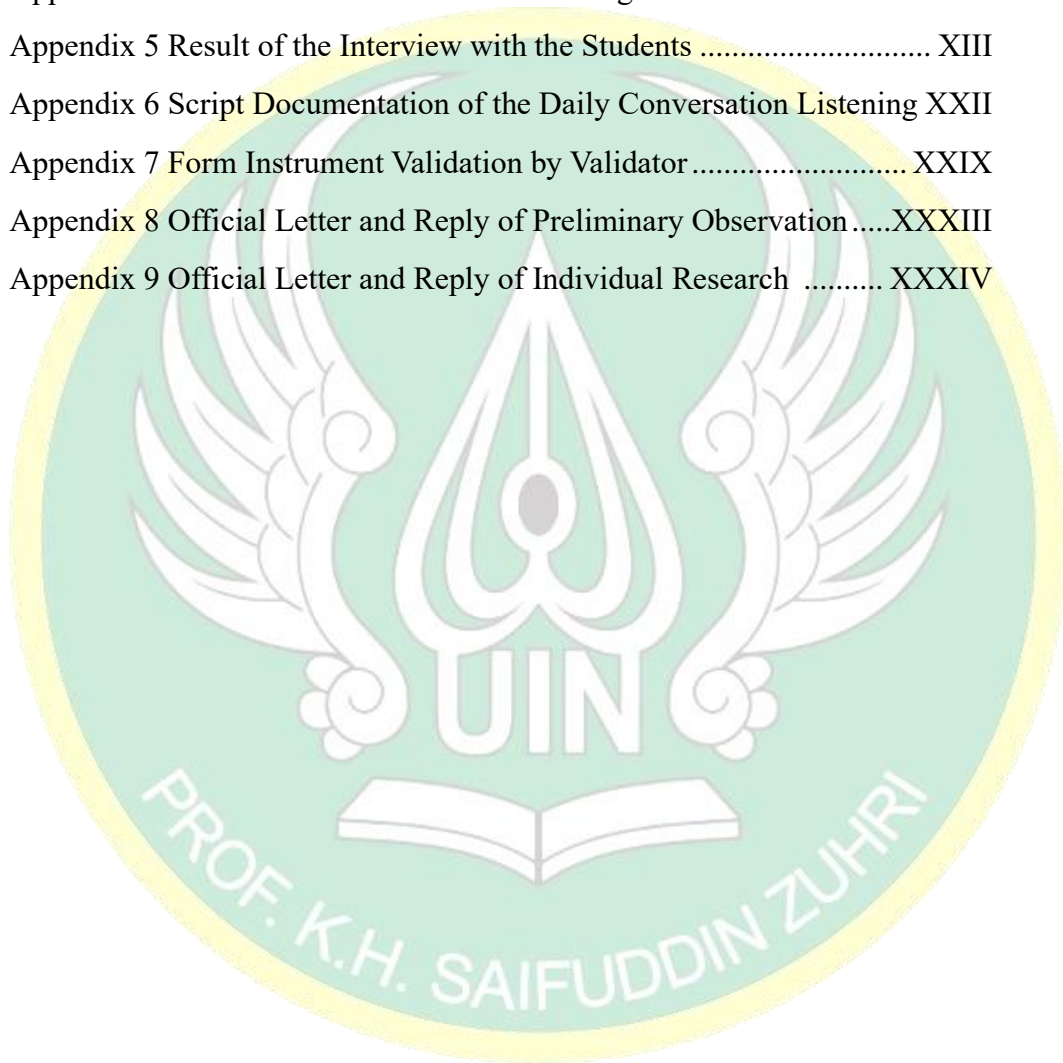 Appendix 5 Result of the Interview with the Students ............................ XIII
Appendix 6 Script Documentation of the Daily Conversation Listening XXII
Appendix 7 Form Instrument Validation by Validator .......................... XXIX
Appendix 8 Official Letter and Reply of Preliminary Observation .....XXXIII
Appendix 9 Official Letter and Reply of Individual Research .......... XXXIV
UIN
PROF. K.H. SAIFUDDIN ZUHRI